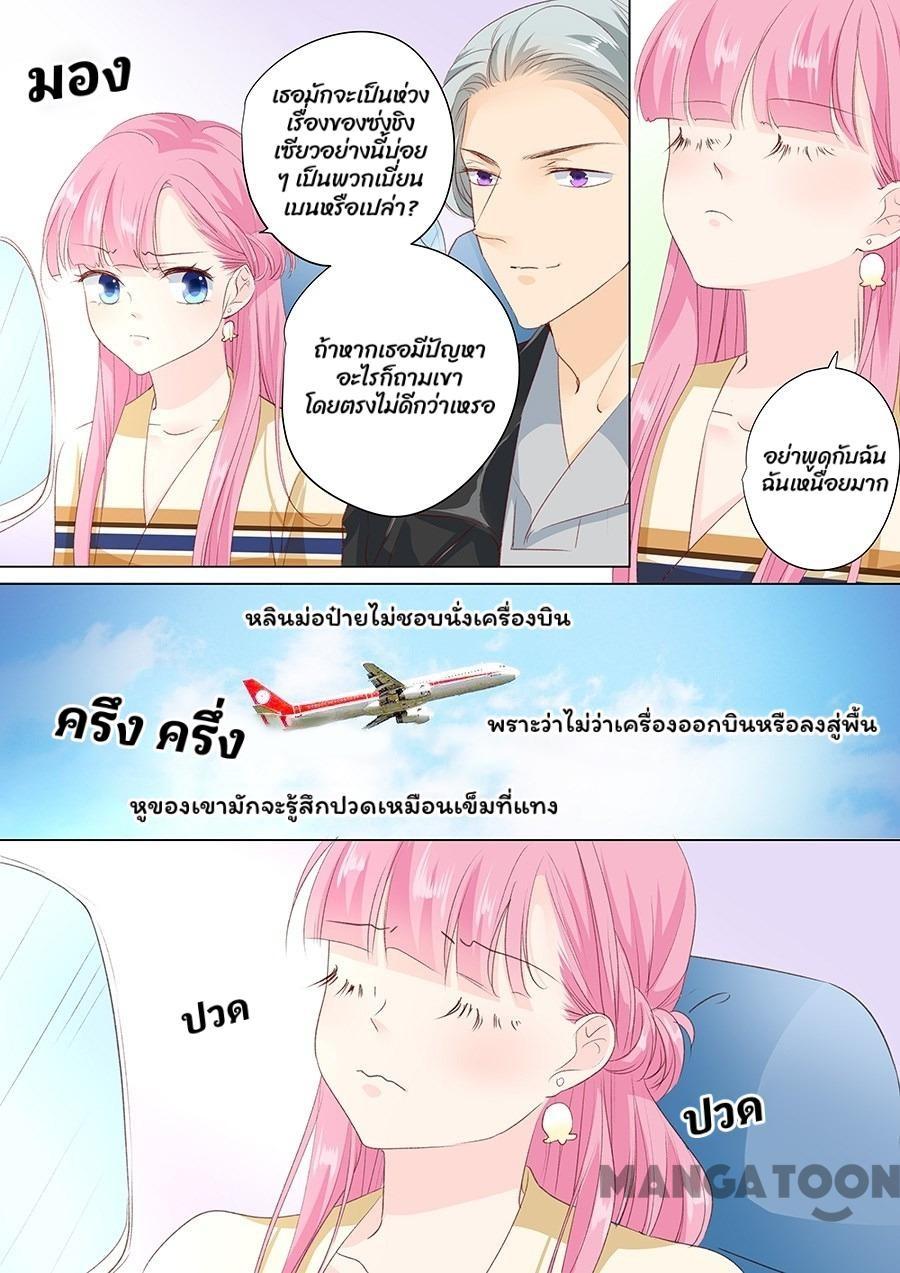 มอง
เธอมักจะเป็นห่วง
เรื่องของซ่งชิง
เซี่ยวอย่างนี้บ่อย
ๆ เป็นพวกเบี่ยน
เบนหรือเปล่า?
ถ้าหากเธอมีปัญหา
อะไรก็ถามเขา
โดยตรงไม่ดีกว่าเหรอ
อย่าพูดกับฉัน
ฉันเหนื่อยมาก
หลินม่อป๋ายไม่ชอบนั่งเครื่องบิน
ครึง ครึ่ง
พราะว่าไม่ว่าเครื่องออกบินหรือลงสู่พื้น
หูของเขามักจะรู้สึกปวดเหมือนเข็มที่แทง
ปวด
ปวด
MANGATOON